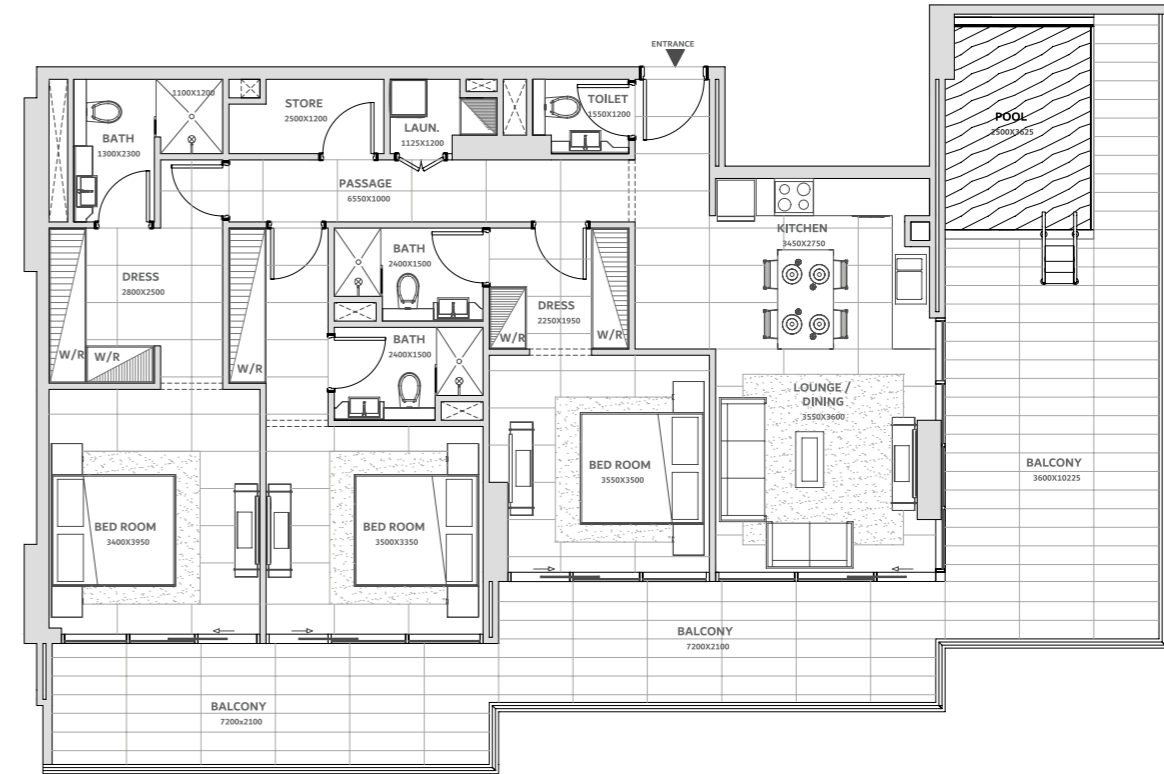 ENTRANCE
1100X1200
BATH
1300X2300
STORE
2500X1200
LAUN.
1125X1200
TOILET
1550X1200
POOL
2500X3625
PASSAGE
6550X1000
KITCHEN
3450X2750
DRESS
2800X2500
BATH
2400X1500
DRESS
2250X1950
W/R
W/R
W/R
BATH
2400X1500
W/R
W/R
LOUNGE /
DINING
3550X3600
BED ROOM
3400X3950
BED ROOM
3500X3350
BED ROOM
3550X3500
BALCONY
3600X10225
BALCONY
7200X2100
BALCONY
7200x2100